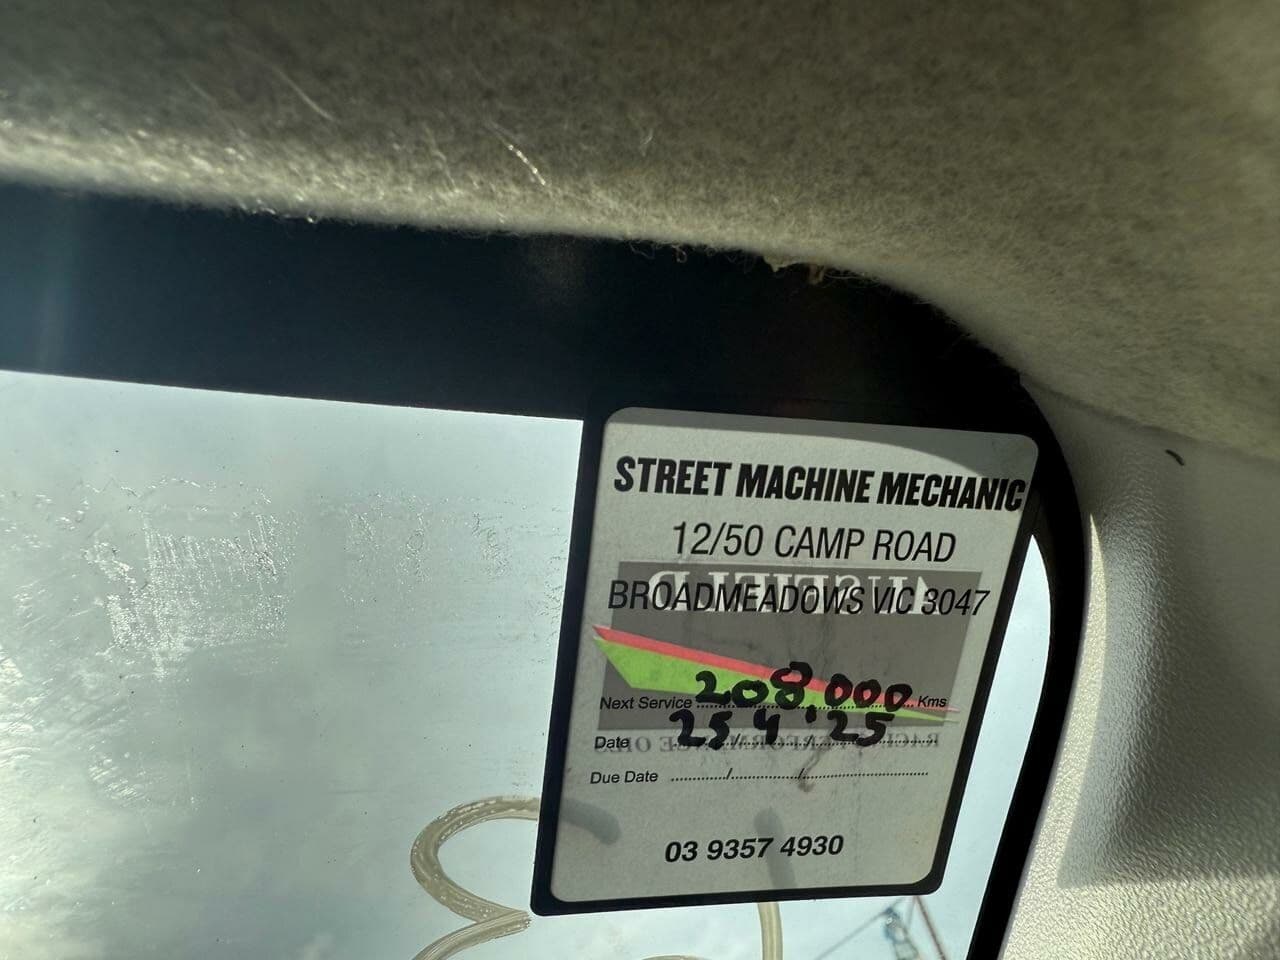 STREET MACHINE MECHANIC
12/50 CAMP ROAD
BROADMEADOWS VIC 3047
Next Service 208,000 Kms
Date 25/4/25
Due Date ......../............/......................
03 9357 4930